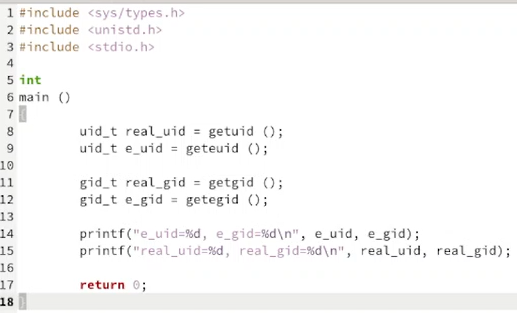 1 #include <sys/types.h>
2 #include <unistd.h>
3 #include <stdio.h>
4
5 int
6 main ()
7 {
8         uid_t real_uid = getuid ();
9         uid_t e_uid = geteuid ();
10
11         gid_t real_gid = getgid ();
12         gid_t e_gid = getegid ();
13
14         printf("e_uid=%d, e_gid=%d\n", e_uid, e_gid);
15         printf("real_uid=%d, real_gid=%d\n", real_uid, real_gid);
16
17         return 0;
18 }